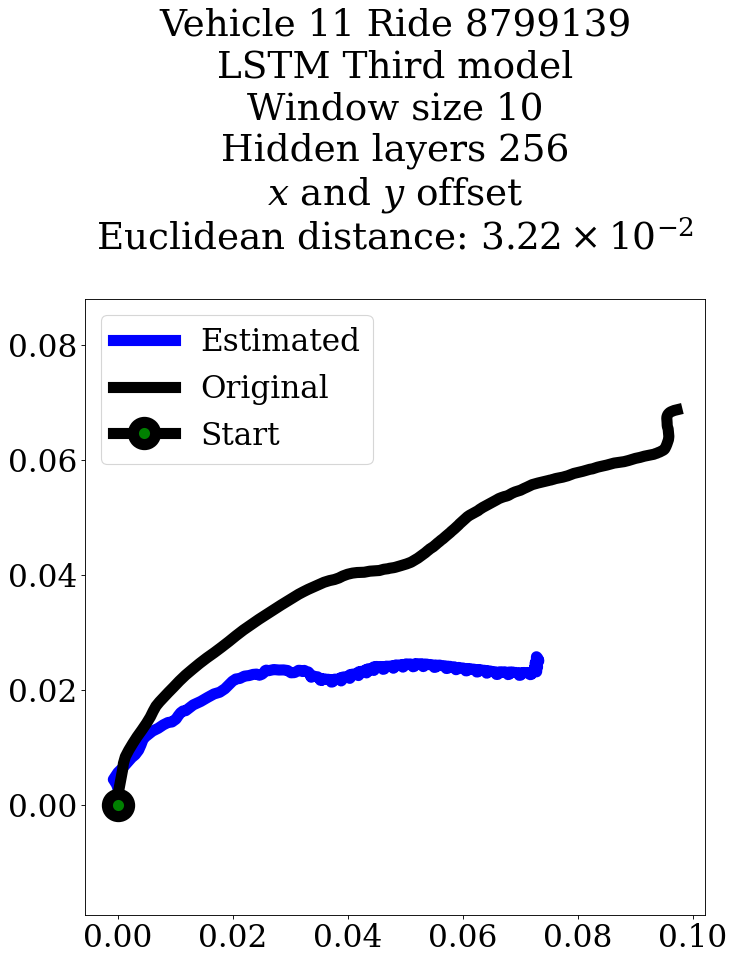 Vehicle 11 Ride 8799139
LSTM Third model
Window size 10
Hidden layers 256
x and y offset
Euclidean distance: 3.22 × 10⁻²
Estimated
Original
Start
0.08
0.06
0.04
0.02
0.00
0.00 0.02 0.04 0.06 0.08 0.10